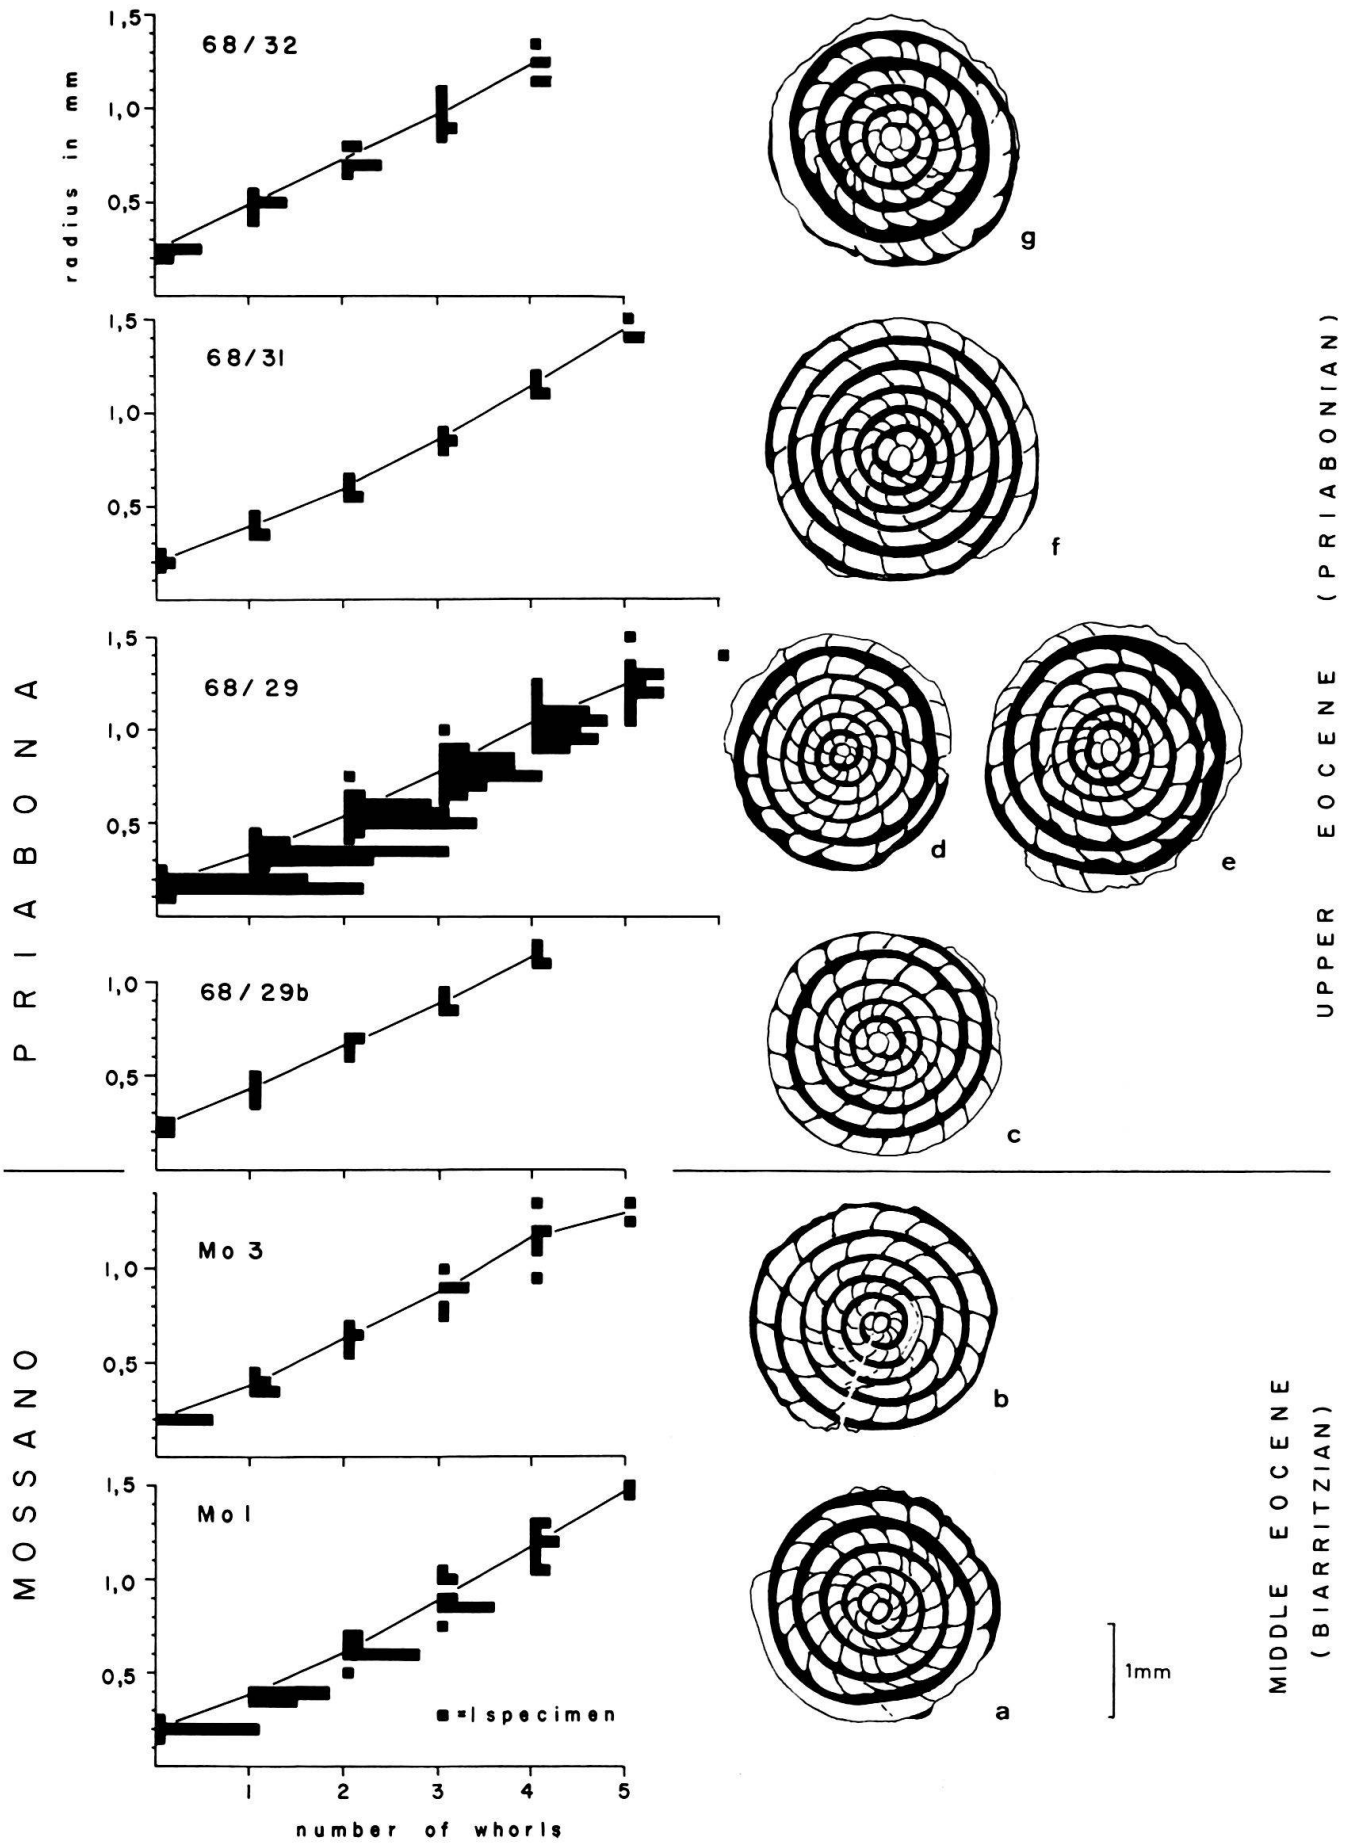 1,5
68/32
1,0
0,5
radius in mm
g
1,5
68/31
1,0
0,5
f
1,5
68/29
1,0
0,5
d
e
68/29b
1,0
0,5
c
PRIABONA
UPPER EOCENE (PRIABONIAN)
Mo 3
1,0
0,5
b
1,5
Mo 1
1,0
0,5
=1 specimen
a
1mm
1 2 3 4 5
number of whorls
MOSSANO
MIDDLE EOCENE
(BIARRITZIAN)